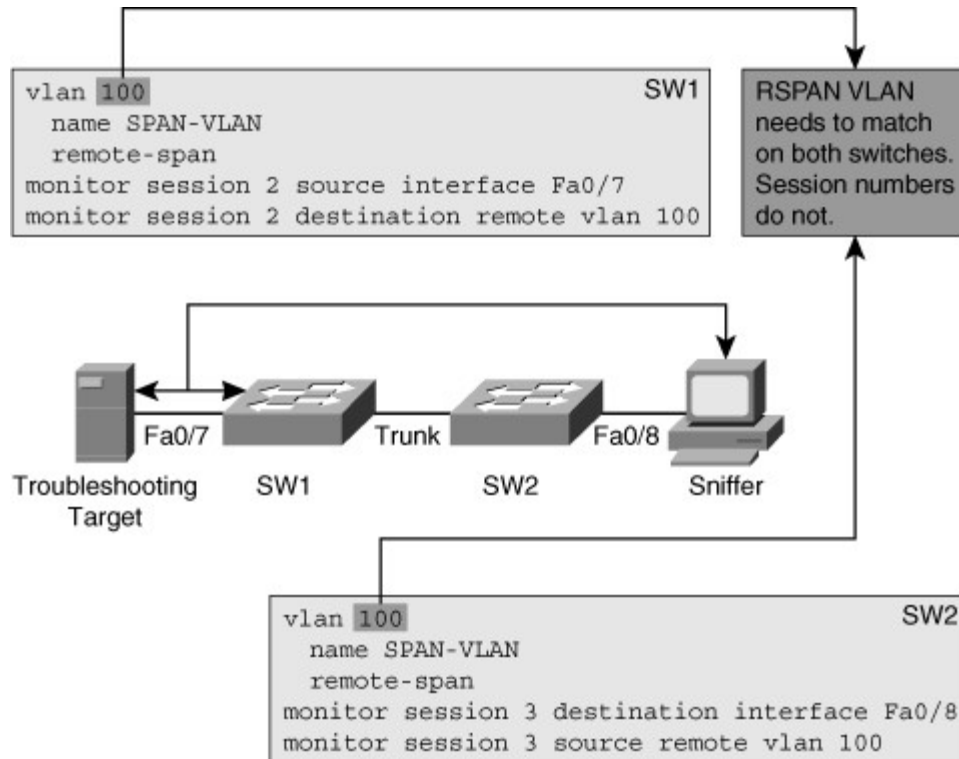 vlan 100 SW1
name SPAN-VLAN
remote-span
monitor session 2 source interface Fa0/7
monitor session 2 destination remote vlan 100
RSPAN VLAN
needs to match
on both switches.
Session numbers
do not.
Fa0/7
Trunk
Fa0/8
Troubleshooting
Target
SW1
SW2
Sniffer
vlan 100 SW2
name SPAN-VLAN
remote-span
monitor session 3 destination interface Fa0/8
monitor session 3 source remote vlan 100